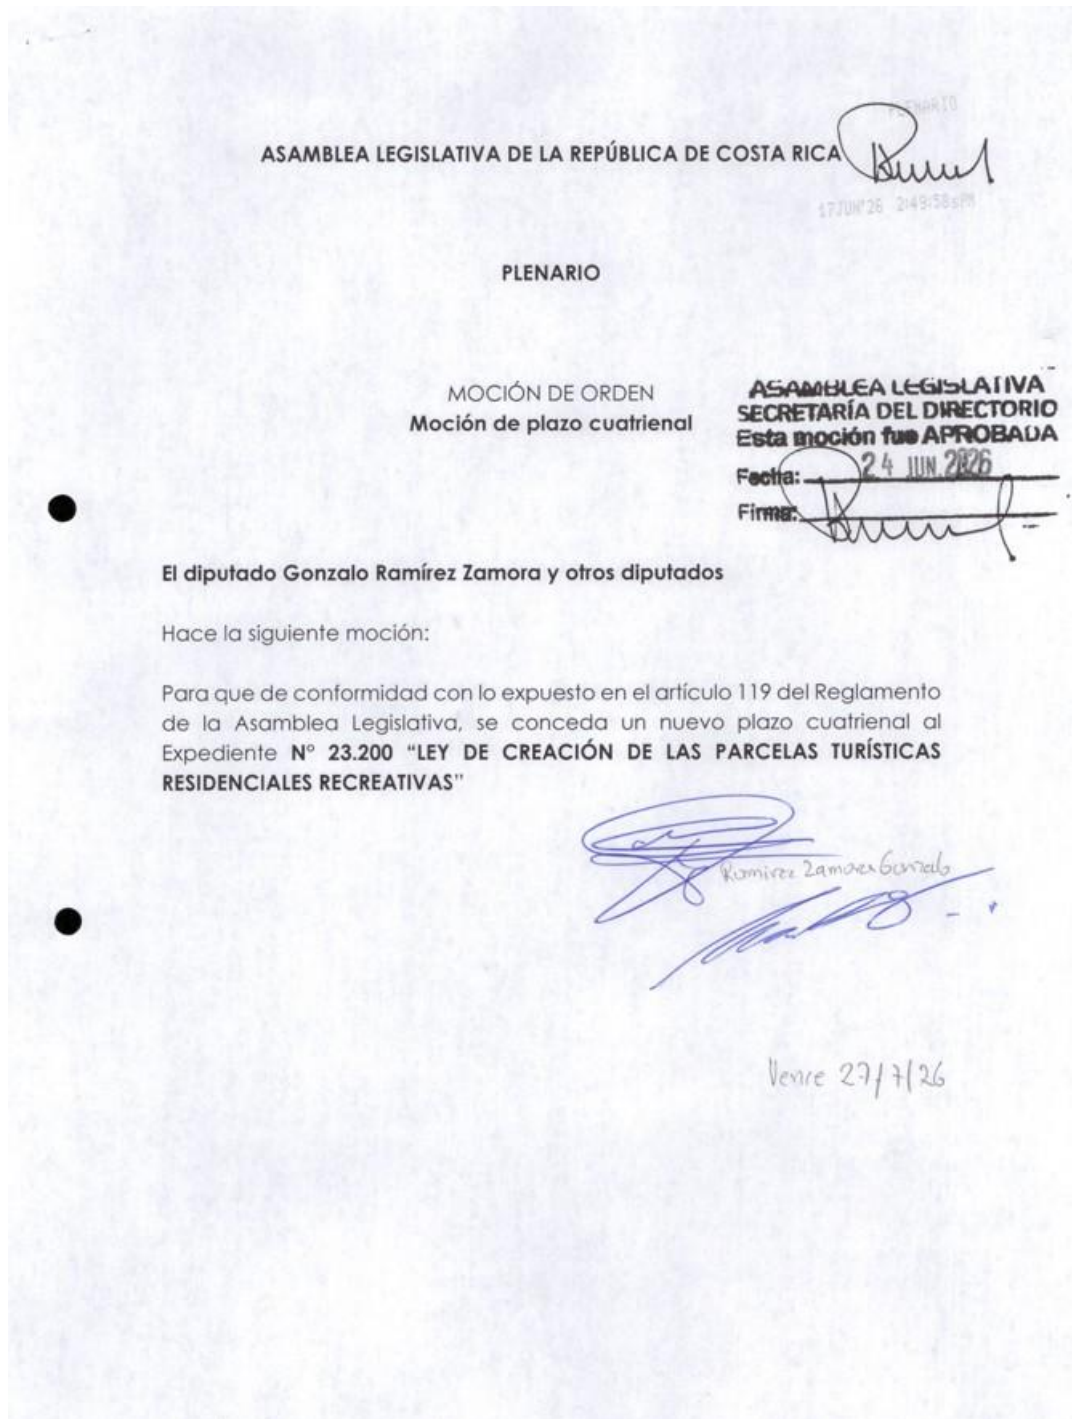 PLENARIO
ASAMBLEA LEGISLATIVA DE LA REPÚBLICA DE COSTA RICA
17JUN'26 2:49:58PM
PLENARIO
MOCIÓN DE ORDEN
Moción de plazo cuatrienal
ASAMBLEA LEGISLATIVA
SECRETARÍA DEL DIRECTORIO
Esta moción fue APROBADA
Fecha: 24 JUN. 2026
Firma:
El diputado Gonzalo Ramírez Zamora y otros diputados
Hace la siguiente moción:
Para que de conformidad con lo expuesto en el artículo 119 del Reglamento
de la Asamblea Legislativa, se conceda un nuevo plazo cuatrienal al
Expediente N° 23.200 “LEY DE CREACIÓN DE LAS PARCELAS TURÍSTICAS
RESIDENCIALES RECREATIVAS”
Ramirez Zamora Gonzalo
Vence 27/7/26